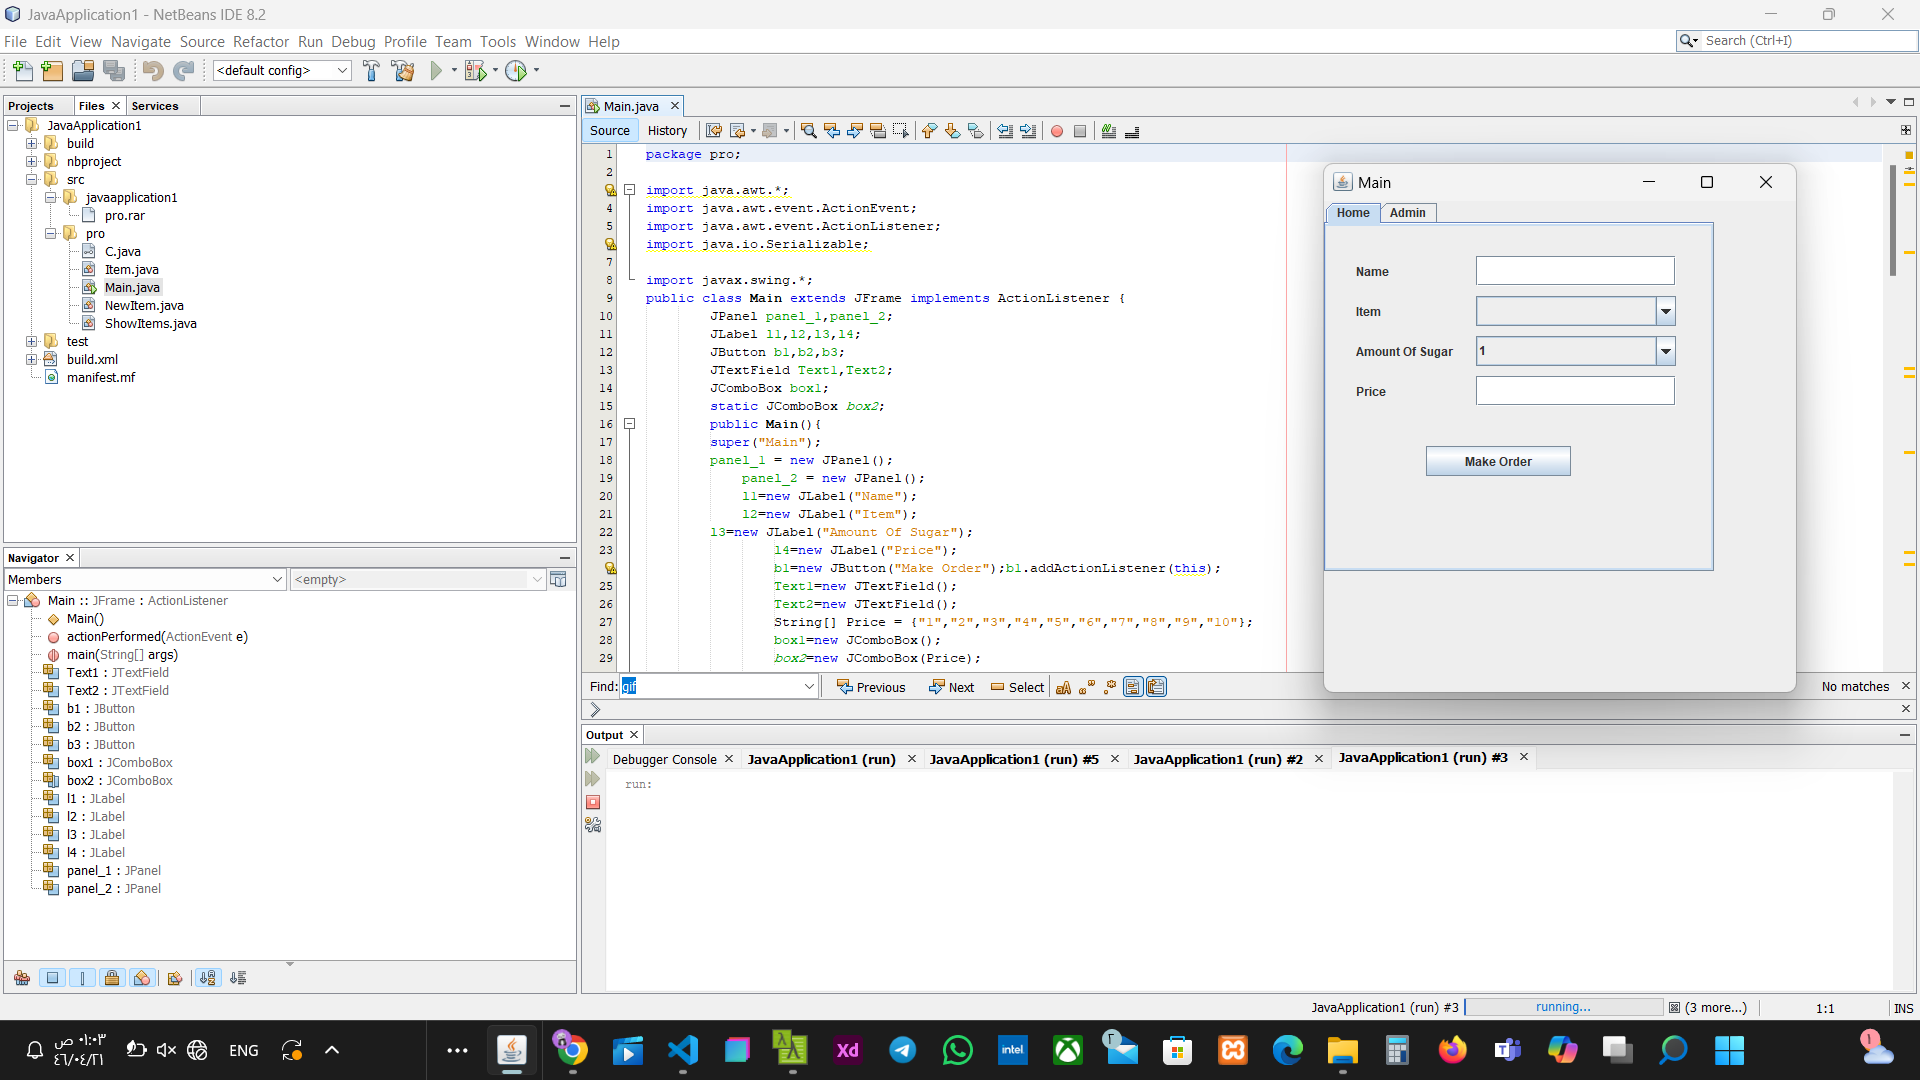 JavaApplication1 - NetBeans IDE 8.2
File Edit View Navigate Source Refactor Run Debug Profile Team Tools Window Help
Search (Ctrl+I)
<default config>
Projects Files Services
JavaApplication1
build
nbproject
src
javaapplication1
pro.rar
pro
C.java
Item.java
Main.java
NewItem.java
ShowItems.java
test
build.xml
manifest.mf
Navigator
Members <empty>
Main :: JFrame : ActionListener
Main()
actionPerformed(ActionEvent e)
main(String[] args)
Text1 : JTextField
Text2 : JTextField
b1 : JButton
b2 : JButton
b3 : JButton
box1 : JComboBox
box2 : JComboBox
l1 : JLabel
l2 : JLabel
l3 : JLabel
l4 : JLabel
panel_1 : JPanel
panel_2 : JPanel
Main.java
Source History
1 package pro;
2
import java.awt.*;
4 import java.awt.event.ActionEvent;
5 import java.awt.event.ActionListener;
import java.io.Serializable;
7
8 import javax.swing.*;
9 public class Main extends JFrame implements ActionListener {
10 JPanel panel_1,panel_2;
11 JLabel l1,l2,l3,l4;
12 JButton b1,b2,b3;
13 JTextField Text1,Text2;
14 JComboBox box1;
15 static JComboBox box2;
16 public Main(){
17 super("Main");
18 panel_1 = new JPanel();
19 panel_2 = new JPanel();
20 l1=new JLabel("Name");
21 l2=new JLabel("Item");
22 l3=new JLabel("Amount Of Sugar");
23 l4=new JLabel("Price");
b1=new JButton("Make Order");b1.addActionListener(this);
25 Text1=new JTextField();
26 Text2=new JTextField();
27 String[] Price = {"1","2","3","4","5","6","7","8","9","10"};
28 box1=new JComboBox();
29 box2=new JComboBox(Price);
Find: gif Previous Next Select No matches
Main
Home Admin
Name
Item
Amount Of Sugar 1
Price
Make Order
Output
Debugger Console JavaApplication1 (run) JavaApplication1 (run) #5 JavaApplication1 (run) #2 JavaApplication1 (run) #3
run:
JavaApplication1 (run) #3 running... (3 more...) 1:1 INS
٠١:٠٣ ص
٤٦/٠٤/٢١
ENG
Xd
intel
٢
1